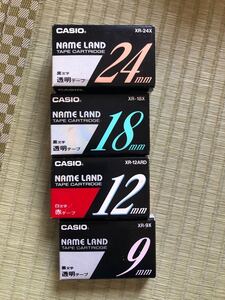 CASIO
XR-24X
NAME LAND
TAPE CARTRIDGE
黒文字
透明テープ
24mm
CASIO
XR-18X
NAME LAND
TAPE CARTRIDGE
黒文字
透明テープ
18mm
CASIO
XR-12ARD
NAME LAND
TAPE CARTRIDGE
白文字
赤テープ
12mm
CASIO
XR-9X
NAME LAND
TAPE CARTRIDGE
黒文字
透明テープ
9mm